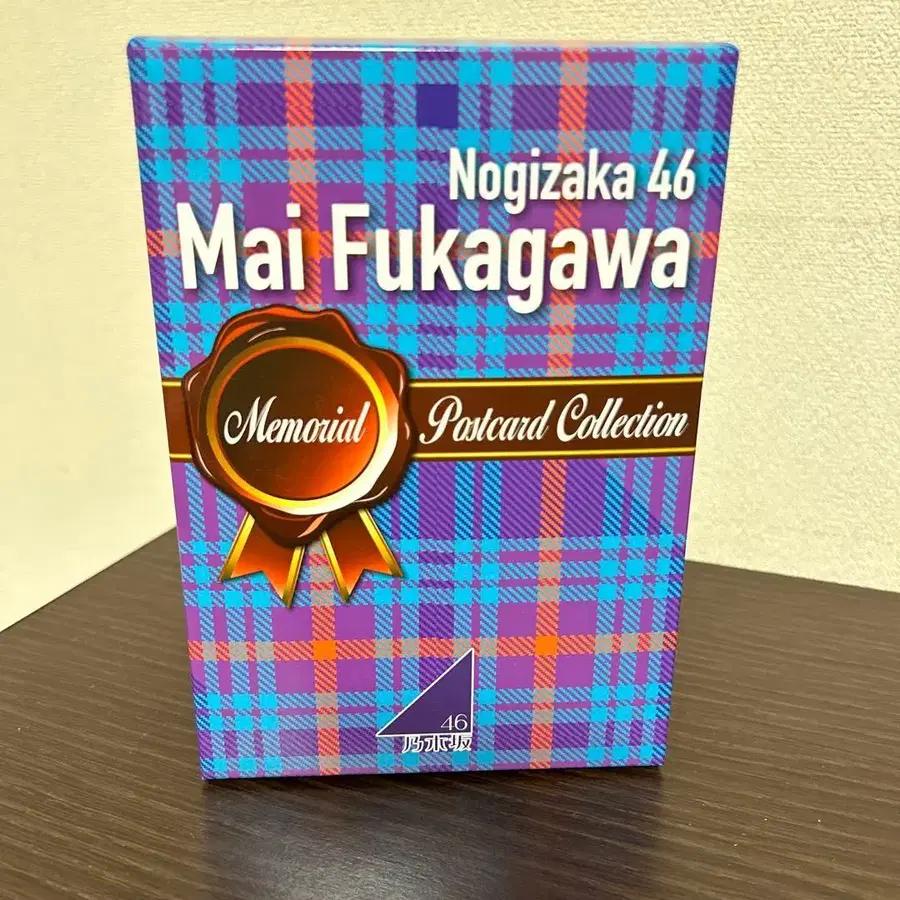 Nogizaka 46
Mai Fukagawa
Memorial Postcard Collection
46
乃木坂